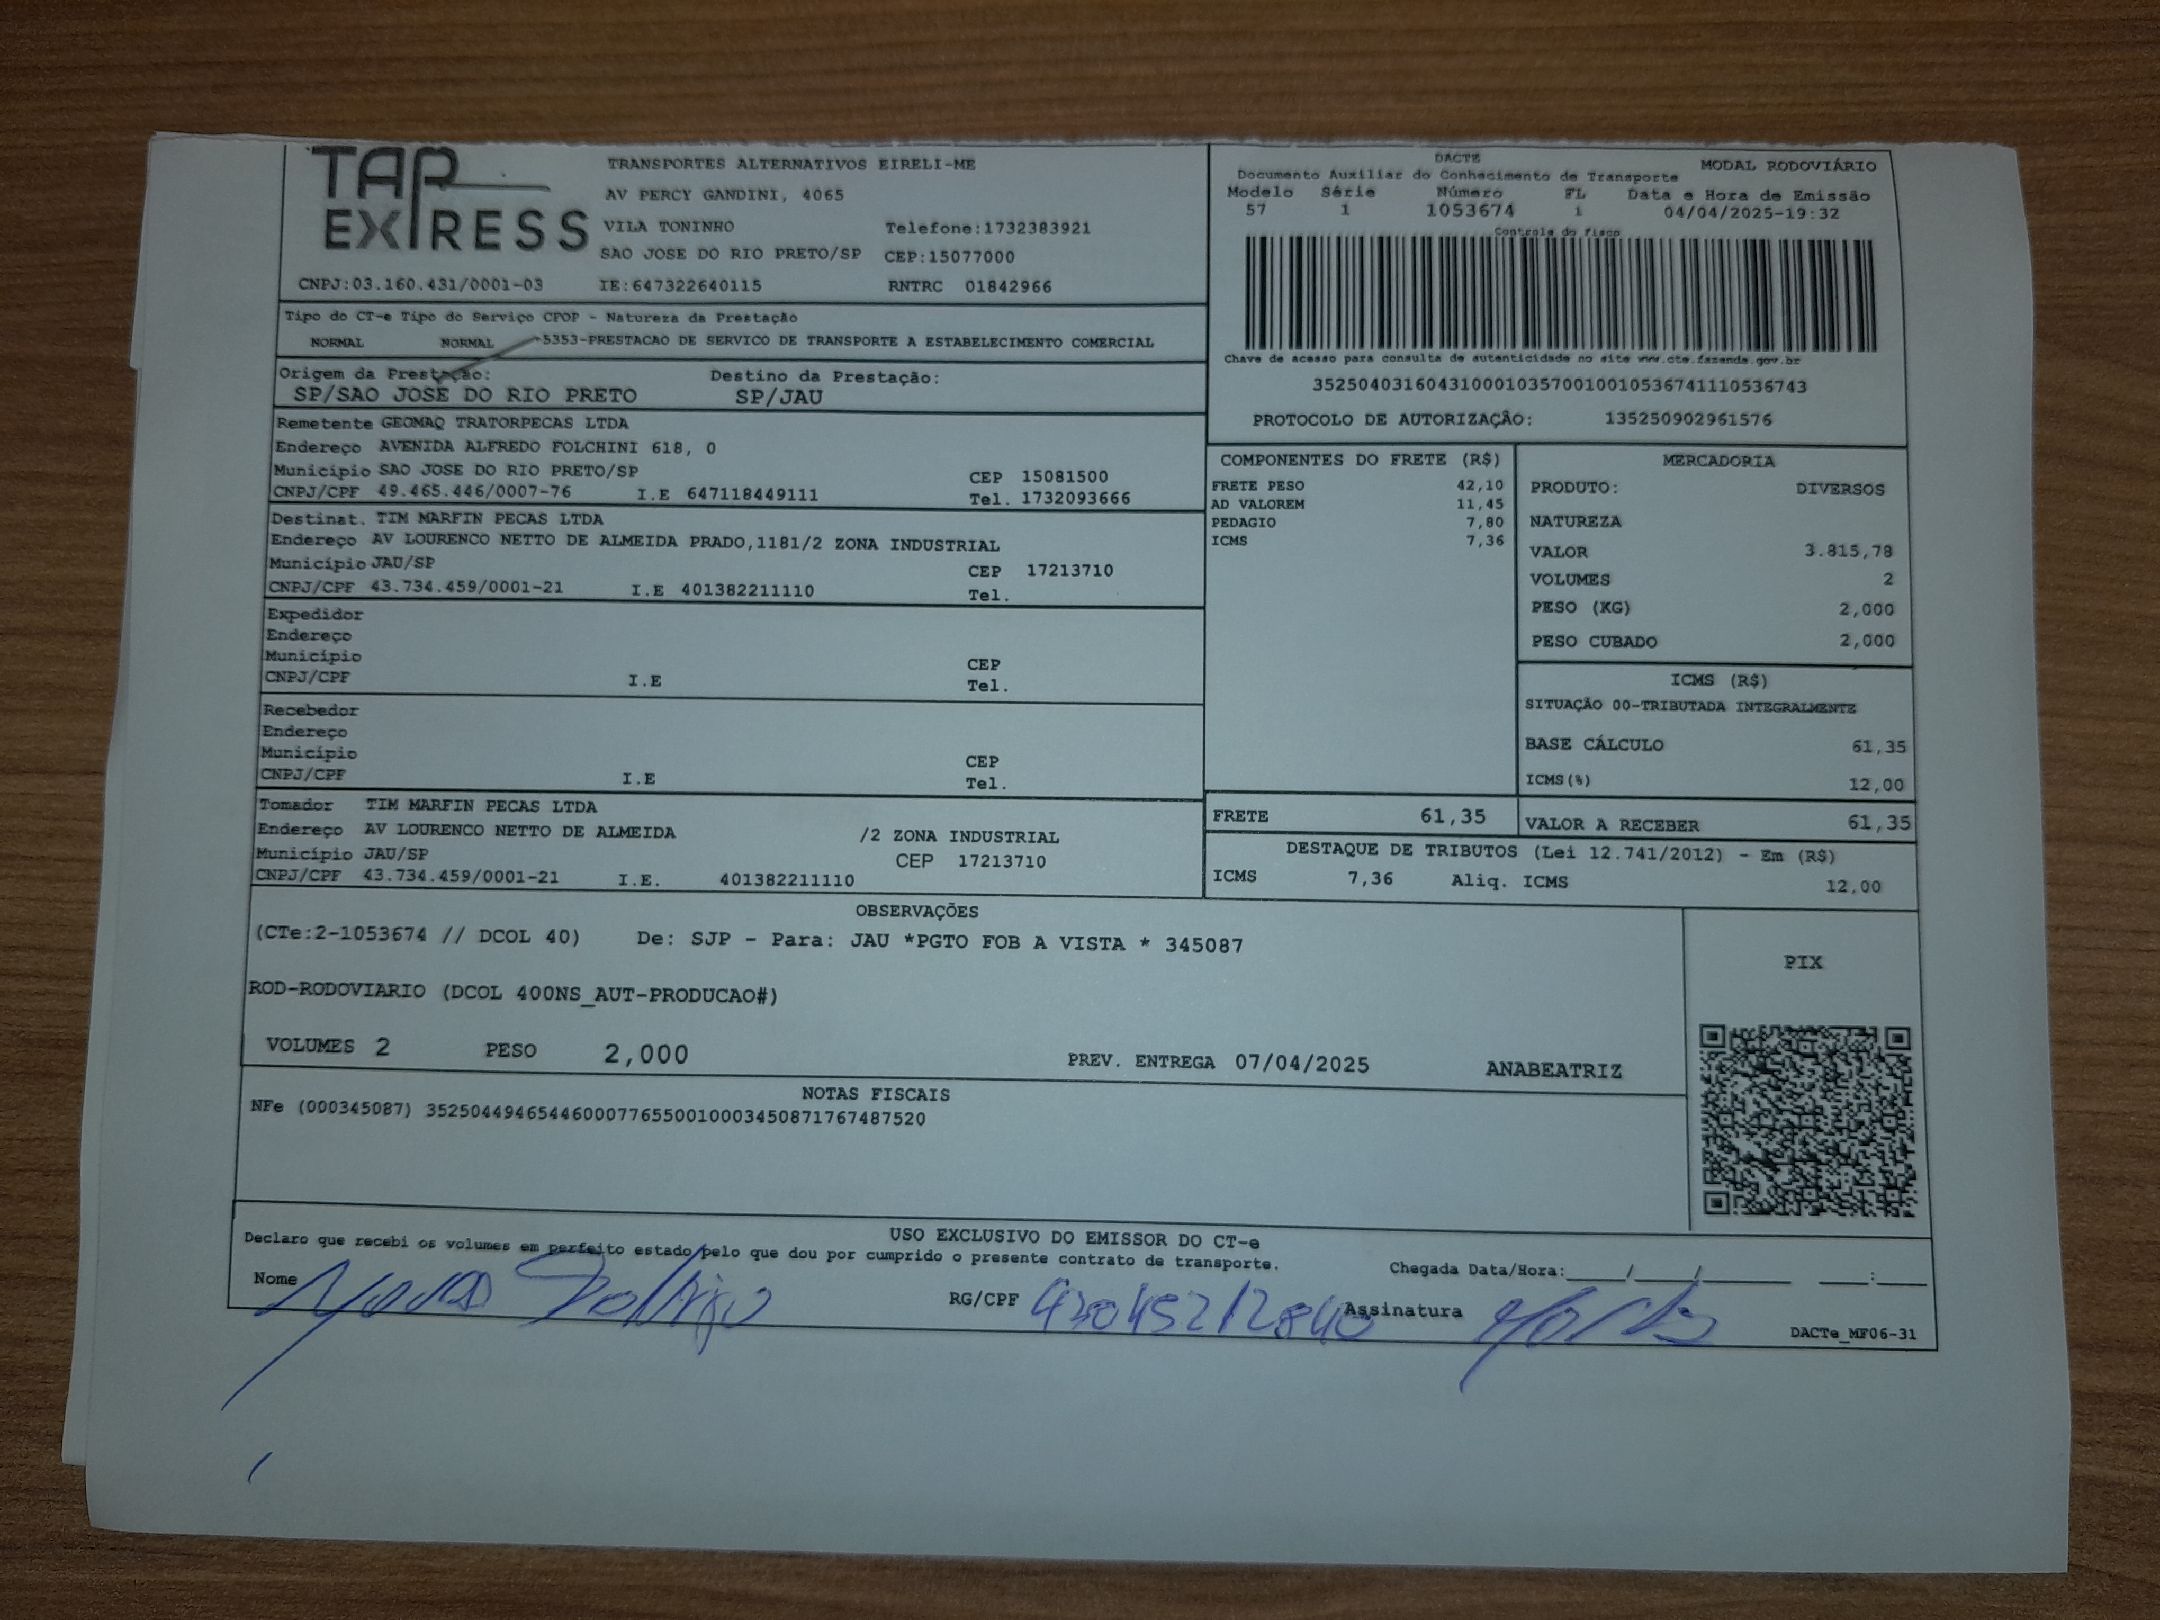 TAP EXPRESS
TRANSPORTES ALTERNATIVOS EIRELI-ME
AV PERCY GANDINI, 4065
VILA TONINHO Telefone:1732383921
SAO JOSE DO RIO PRETO/SP CEP:15077000
CNPJ:03.160.431/0001-03 IE:647322640115 RNTRC 01842966
DACTE MODAL RODOVIÁRIO
Documento Auxiliar do Conhecimento de Transporte
Modelo Série Número FL Data e Hora de Emissão
57 1 1053674 1 04/04/2025-19:32
Controle do fisco
Chave de acesso para consulta de autenticidade no site www.cte.fazenda.gov.br
35250403160431000103570010010536741110536743
PROTOCOLO DE AUTORIZAÇÃO: 135250902961576
Tipo do CT-e Tipo do Serviço CFOP - Natureza da Prestação
NORMAL NORMAL 5353-PRESTACAO DE SERVICO DE TRANSPORTE A ESTABELECIMENTO COMERCIAL
Origem da Prestação: Destino da Prestação:
SP/SAO JOSE DO RIO PRETO SP/JAU
Remetente GEOMAQ TRATORPECAS LTDA
Endereço AVENIDA ALFREDO FOLCHINI 618, 0
Município SAO JOSE DO RIO PRETO/SP CEP 15081500
CNPJ/CPF 49.465.446/0007-76 I.E 647118449111 Tel. 1732093666
Destinat. TIM MARFIN PECAS LTDA
Endereço AV LOURENCO NETTO DE ALMEIDA PRADO,1181/2 ZONA INDUSTRIAL
Município JAU/SP CEP 17213710
CNPJ/CPF 43.734.459/0001-21 I.E 401382211110 Tel.
Expedidor
Endereço
Município CEP
CNPJ/CPF I.E Tel.
Recebedor
Endereço
Município CEP
CNPJ/CPF I.E Tel.
Tomador TIM MARFIN PECAS LTDA
Endereço AV LOURENCO NETTO DE ALMEIDA /2 ZONA INDUSTRIAL
Município JAU/SP CEP 17213710
CNPJ/CPF 43.734.459/0001-21 I.E. 401382211110
COMPONENTES DO FRETE (R$)
FRETE PESO 42,10
AD VALOREM 11,45
PEDAGIO 7,80
ICMS 7,36
MERCADORIA
PRODUTO: DIVERSOS
NATUREZA
VALOR 3.815,78
VOLUMES 2
PESO (KG) 2,000
PESO CUBADO 2,000
ICMS (R$)
SITUAÇÃO 00-TRIBUTADA INTEGRALMENTE
BASE CÁLCULO 61,35
ICMS(%) 12,00
FRETE 61,35 VALOR A RECEBER 61,35
DESTAQUE DE TRIBUTOS (Lei 12.741/2012) - Em (R$)
ICMS 7,36 Aliq. ICMS 12,00
OBSERVAÇÕES
(CTe:2-1053674 // DCOL 40) De: SJP - Para: JAU *PGTO FOB A VISTA * 345087
ROD-RODOVIARIO (DCOL 400NS_AUT-PRODUCAO#)
VOLUMES 2 PESO 2,000 PREV. ENTREGA 07/04/2025 ANABEATRIZ
PIX
NOTAS FISCAIS
NFe (000345087) 35250449465446000776550010003450871767487520
USO EXCLUSIVO DO EMISSOR DO CT-e
Declaro que recebi os volumes em perfeito estado pelo que dou por cumprido o presente contrato de transporte.
Chegada Data/Hora:_____/_____/_______ ____:____
Nome RG/CPF Assinatura
DACTe_MF06-31